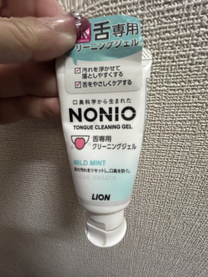 舌専用
クリーニングジェル
汚れを浮かせて
落としやすくする
舌をやさしくケアする
口臭科学から生まれた
NONIO
TONGUE CLEANING GEL
舌専用
クリーニングジェル
MILD MINT
LION